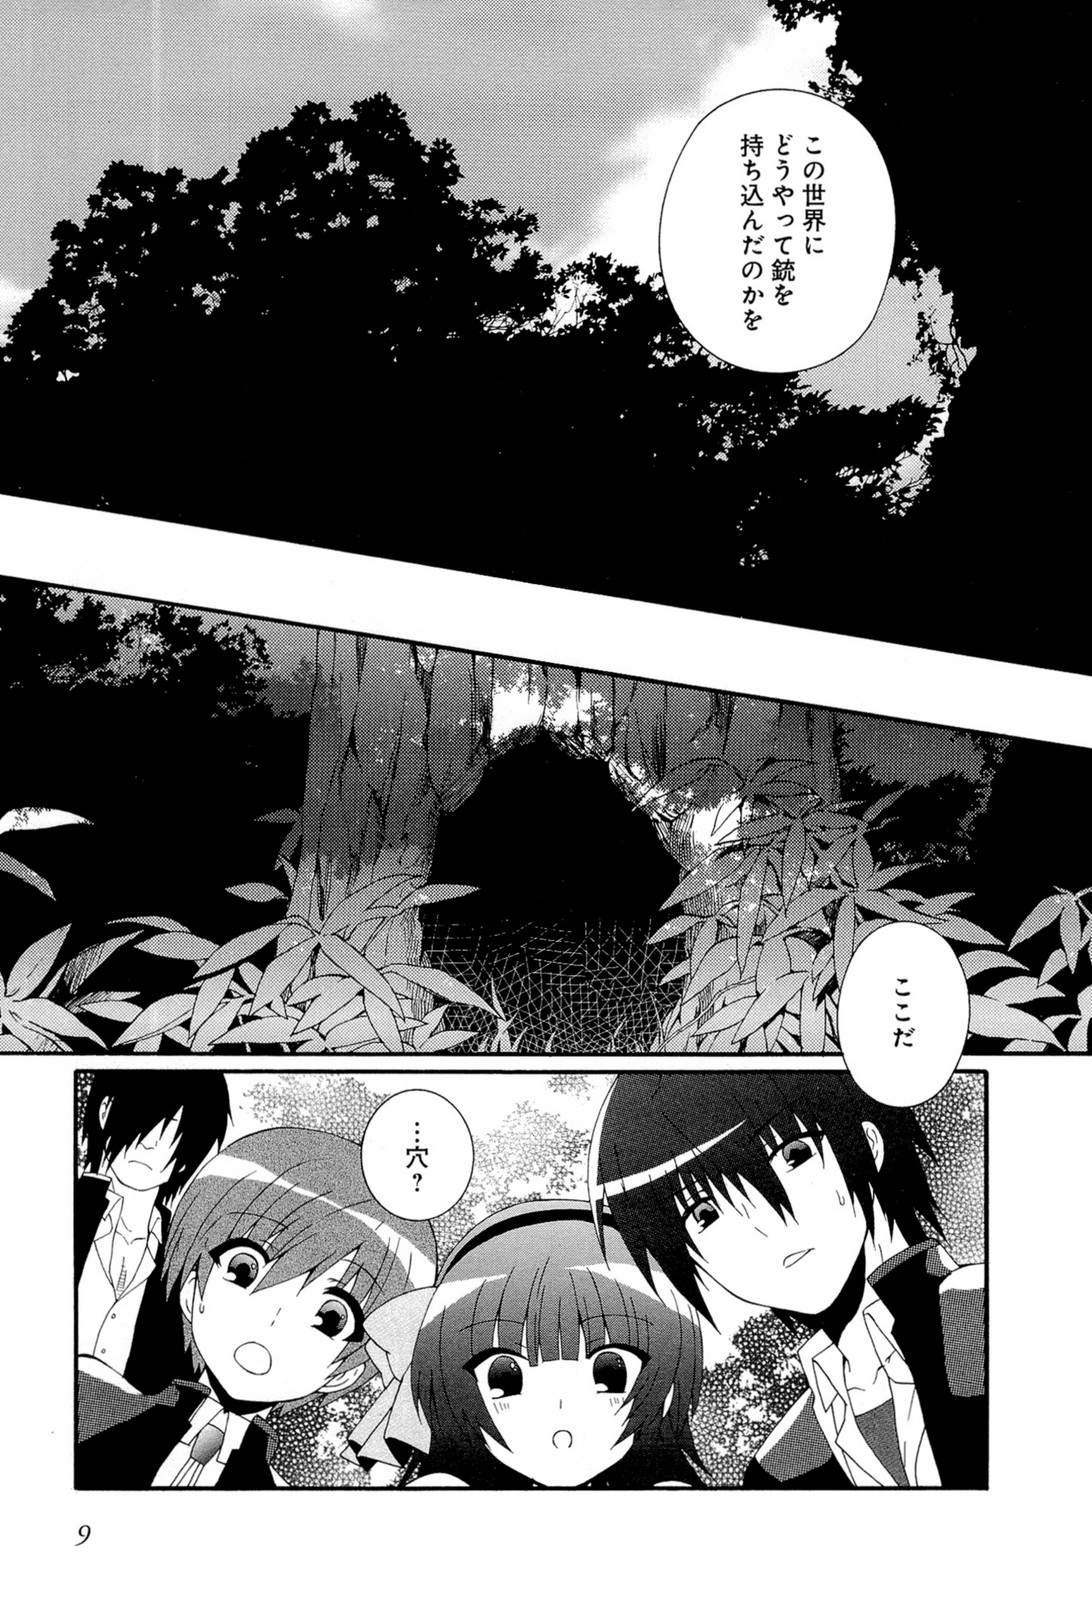 この世界に
どうやって銃を
持ち込んだのかを
ここだ
…穴?
9